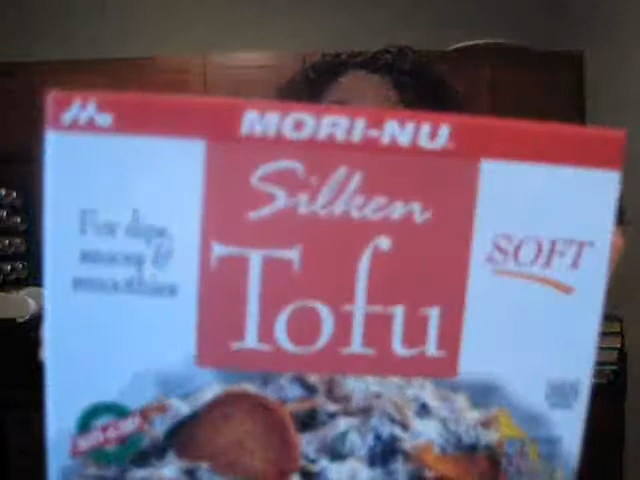 MORI-NU
Silken
Tofu
For dips,
sauces &
smoothies
SOFT